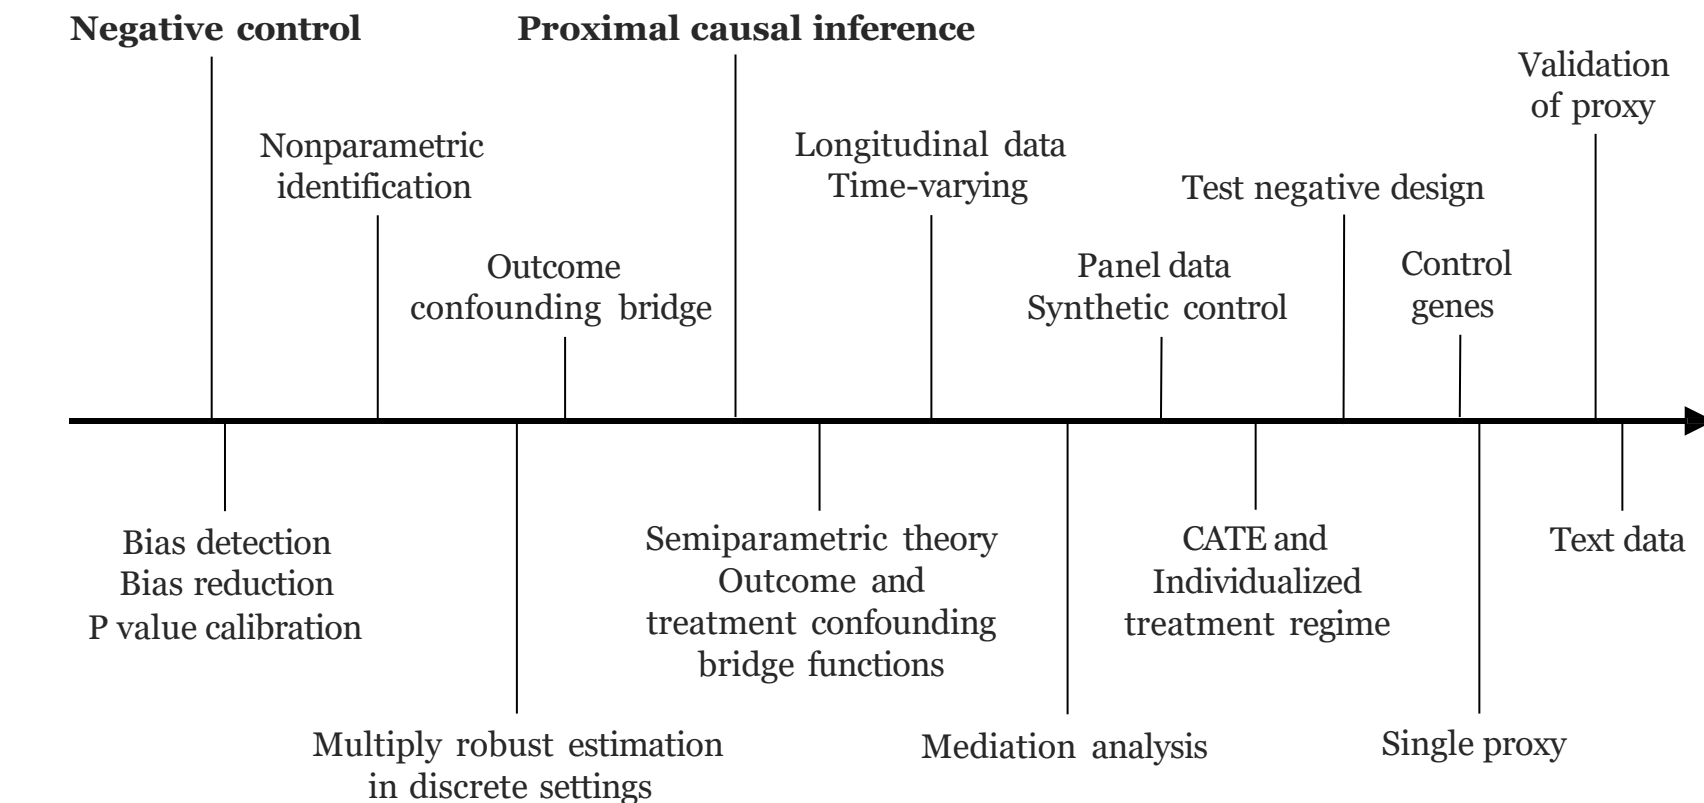 Negative control
Proximal causal inference
Validation
of proxy
Nonparametric
identification
Longitudinal data
Time-varying
Test negative design
Outcome
confounding bridge
Panel data
Synthetic control
Control
genes
Bias detection
Bias reduction
P value calibration
Semiparametric theory
Outcome and
treatment confounding
bridge functions
CATE and
Individualized
treatment regime
Text data
Multiply robust estimation
in discrete settings
Mediation analysis
Single proxy